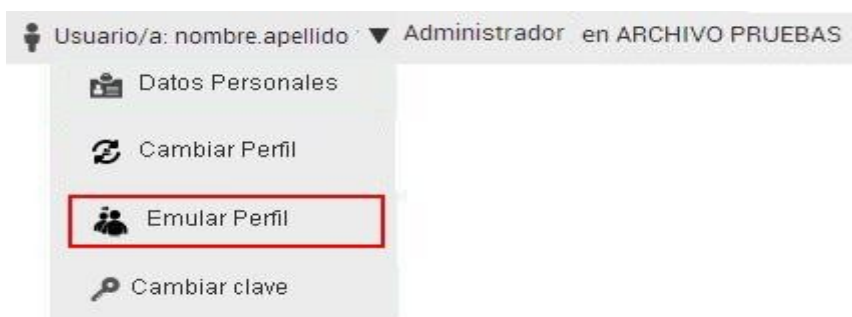 Usuario/a: nombre.apellido ▼ Administrador en ARCHIVO PRUEBAS
Datos Personales
Cambiar Perfil
Emular Perfil
Cambiar clave